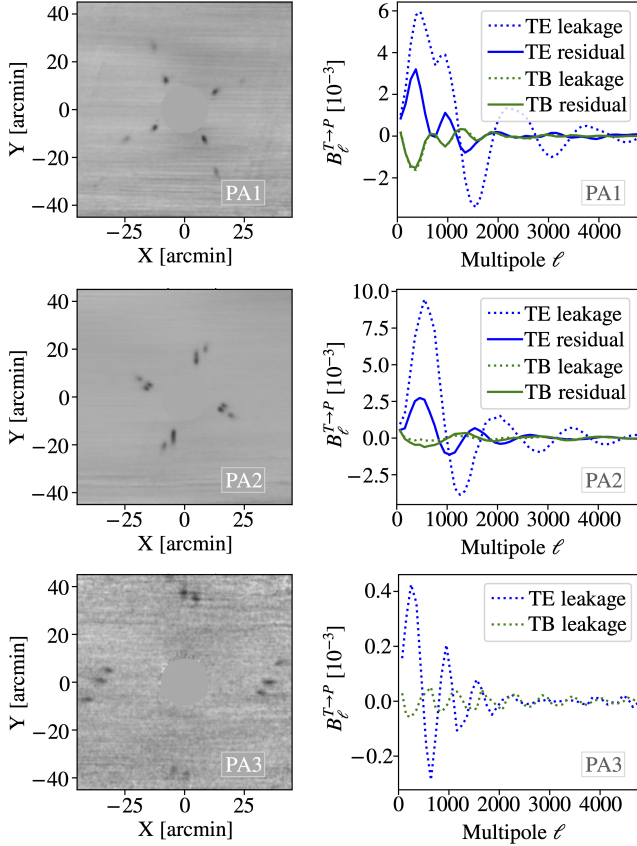 40
20
0
−20
−40
Y [arcmin]
PA1
−25 0 25
X [arcmin]
6
4
2
0
−2
B_ℓ^{T→P} [10^{−3}]
TE leakage
TE residual
TB leakage
TB residual
PA1
0 1000 2000 3000 4000
Multipole ℓ
40
20
0
−20
−40
Y [arcmin]
PA2
−25 0 25
X [arcmin]
10.0
7.5
5.0
2.5
0.0
−2.5
B_ℓ^{T→P} [10^{−3}]
TE leakage
TE residual
TB leakage
TB residual
PA2
0 1000 2000 3000 4000
Multipole ℓ
40
20
0
−20
−40
Y [arcmin]
PA3
−25 0 25
X [arcmin]
0.4
0.2
0.0
−0.2
B_ℓ^{T→P} [10^{−3}]
TE leakage
TB leakage
PA3
0 1000 2000 3000 4000
Multipole ℓ